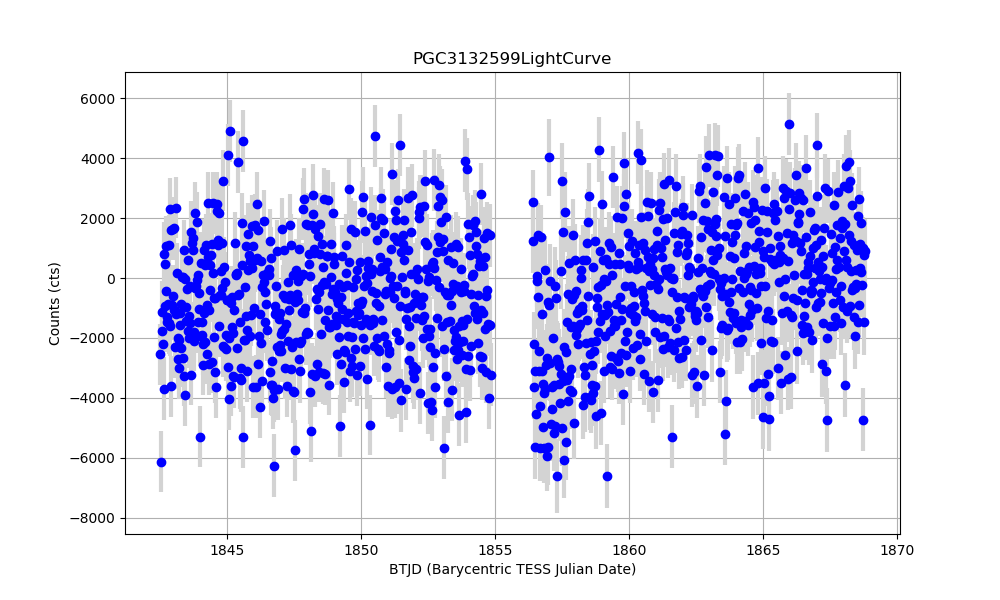 PGC3132599LightCurve
6000
4000
2000
0
−2000
−4000
−6000
−8000
Counts (cts)
1845 1850 1855 1860 1865 1870
BTJD (Barycentric TESS Julian Date)